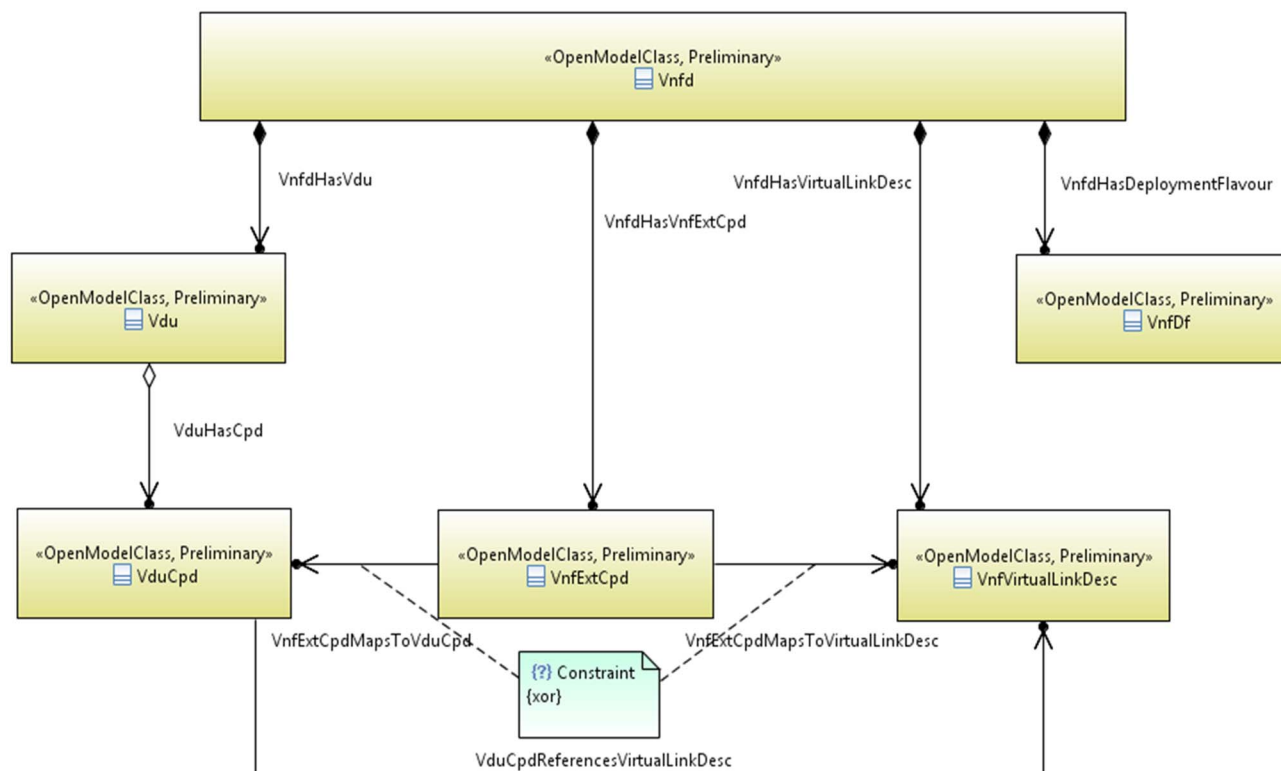 «OpenModelClass, Preliminary»
Vnfd
VnfdHasVdu
VnfdHasVnfExtCpd
VnfdHasVirtualLinkDesc
VnfdHasDeploymentFlavour
«OpenModelClass, Preliminary»
Vdu
«OpenModelClass, Preliminary»
VnfDf
VduHasCpd
«OpenModelClass, Preliminary»
VduCpd
«OpenModelClass, Preliminary»
VnfExtCpd
«OpenModelClass, Preliminary»
VnfVirtualLinkDesc
VnfExtCpdMapsToVduCpd
VnfExtCpdMapsToVirtualLinkDesc
{?} Constraint
{xor}
VduCpdReferencesVirtualLinkDesc